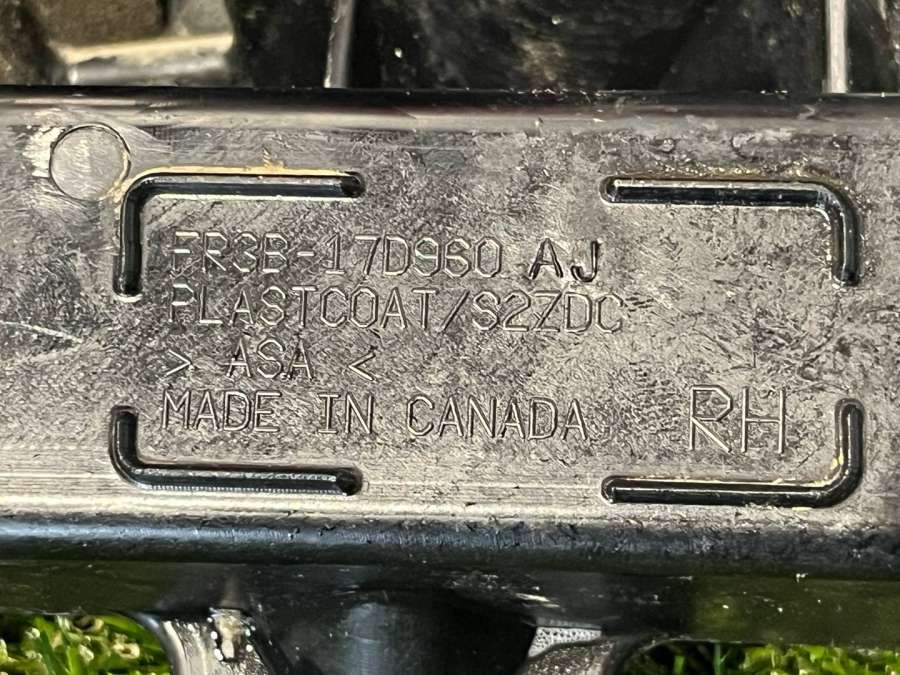 FR3B-17D960 AJ
PLASTCOAT/S2ZDC
> ASA <
MADE IN CANADA RH